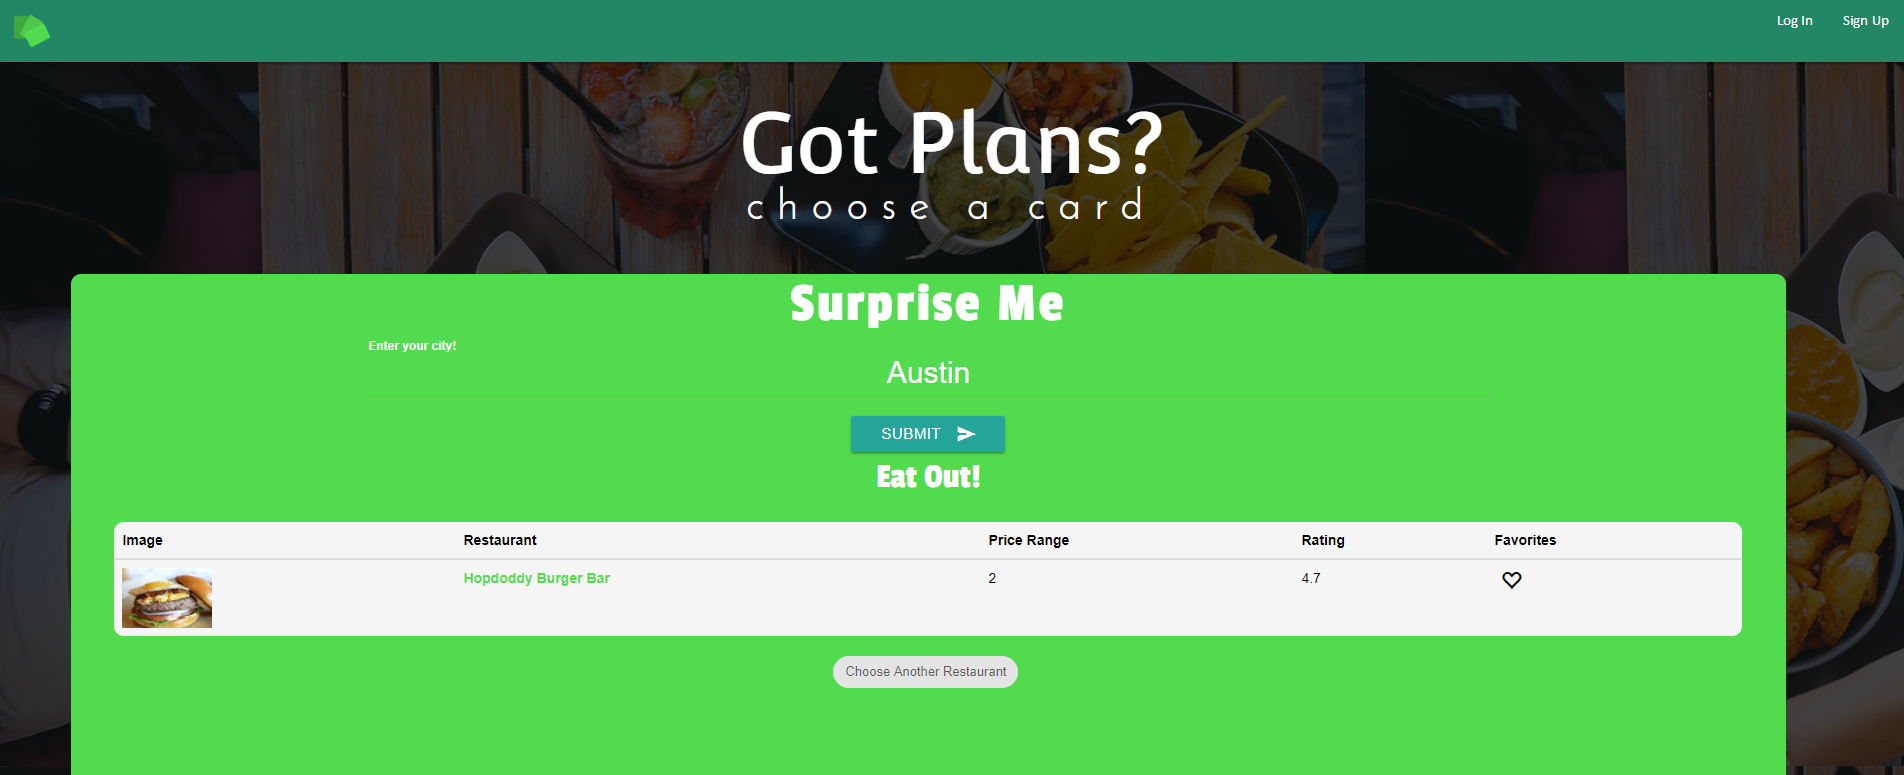 Log In Sign Up
Got Plans?
choose a card
Surprise Me
Enter your city!
Austin
SUBMIT
Eat Out!
Image Restaurant Price Range Rating Favorites
Hopdoddy Burger Bar 2 4.7
Choose Another Restaurant